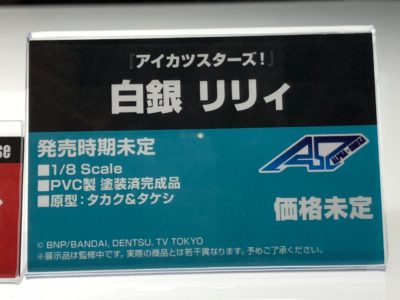 『アイカツスターズ!』
白銀 リリィ
発売時期未定
■1/8 Scale
■PVC製 塗装済完成品
■原型：タカク&タケシ
価格未定
© BNP/BANDAI, DENTSU, TV TOKYO
※展示品は監修中です。実際の商品とは若干異なります。予めご了承ください。